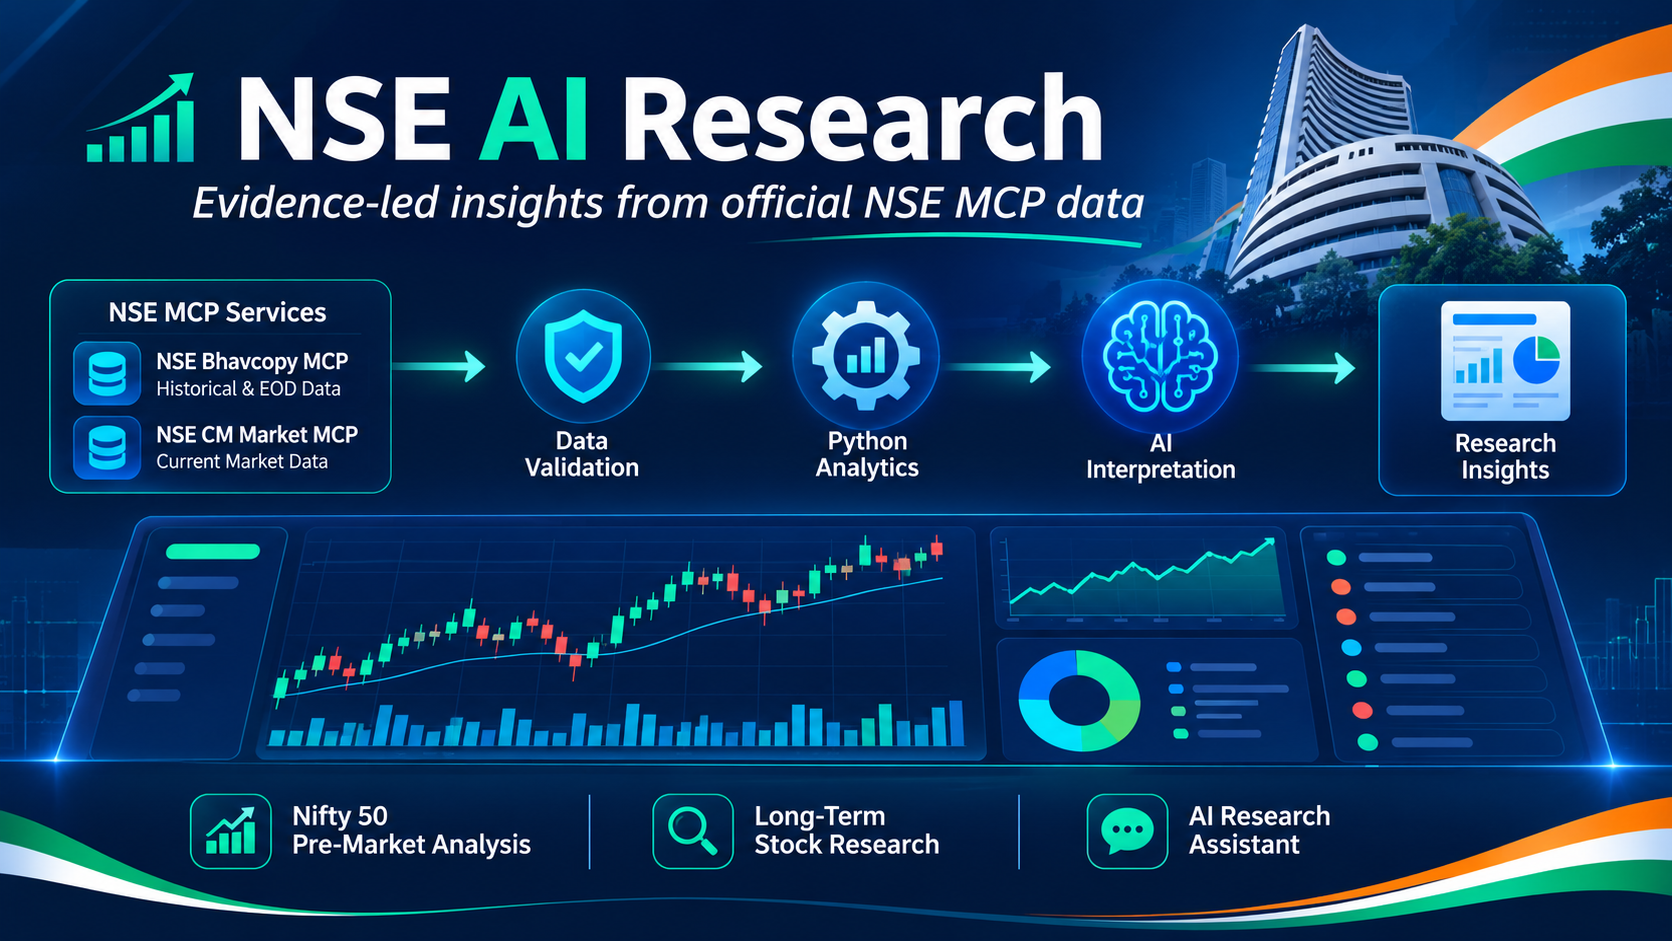 NSE AI Research
Evidence-led insights from official NSE MCP data
NSE MCP Services
NSE Bhavcopy MCP
Historical & EOD Data
NSE CM Market MCP
Current Market Data
Data
Validation
Python
Analytics
AI
Interpretation
Research
Insights
Nifty 50
Pre-Market Analysis
Long-Term
Stock Research
AI Research
Assistant